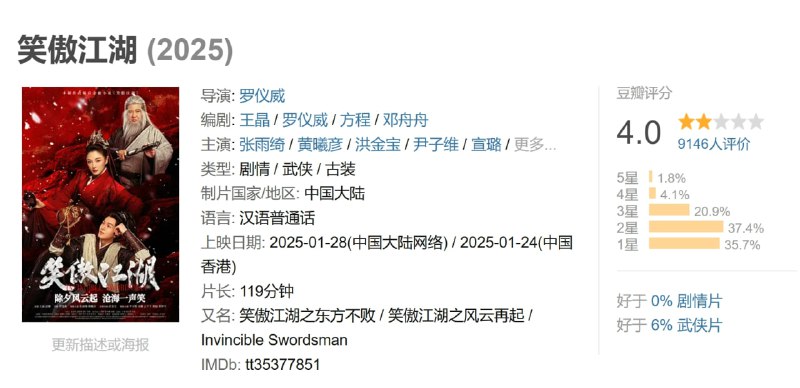 笑傲江湖 (2025)
导演: 罗仪威
编剧: 王晶 / 罗仪威 / 方程 / 邓舟舟
主演: 张雨绮 / 黄曦彦 / 洪金宝 / 尹子维 / 宣璐 / 更多...
类型: 剧情 / 武侠 / 古装
制片国家/地区: 中国大陆
语言: 汉语普通话
上映日期: 2025-01-28(中国大陆网络) / 2025-01-24(中国
香港)
片长: 119分钟
又名: 笑傲江湖之东方不败 / 笑傲江湖之风云再起 /
Invincible Swordsman
IMDb: tt35377851
笑傲江湖
除夕风云起 沧海一声笑
更新描述或海报
豆瓣评分
4.0
9146人评价
5星 1.8%
4星 4.1%
3星 20.9%
2星 37.4%
1星 35.7%
好于 0% 剧情片
好于 6% 武侠片